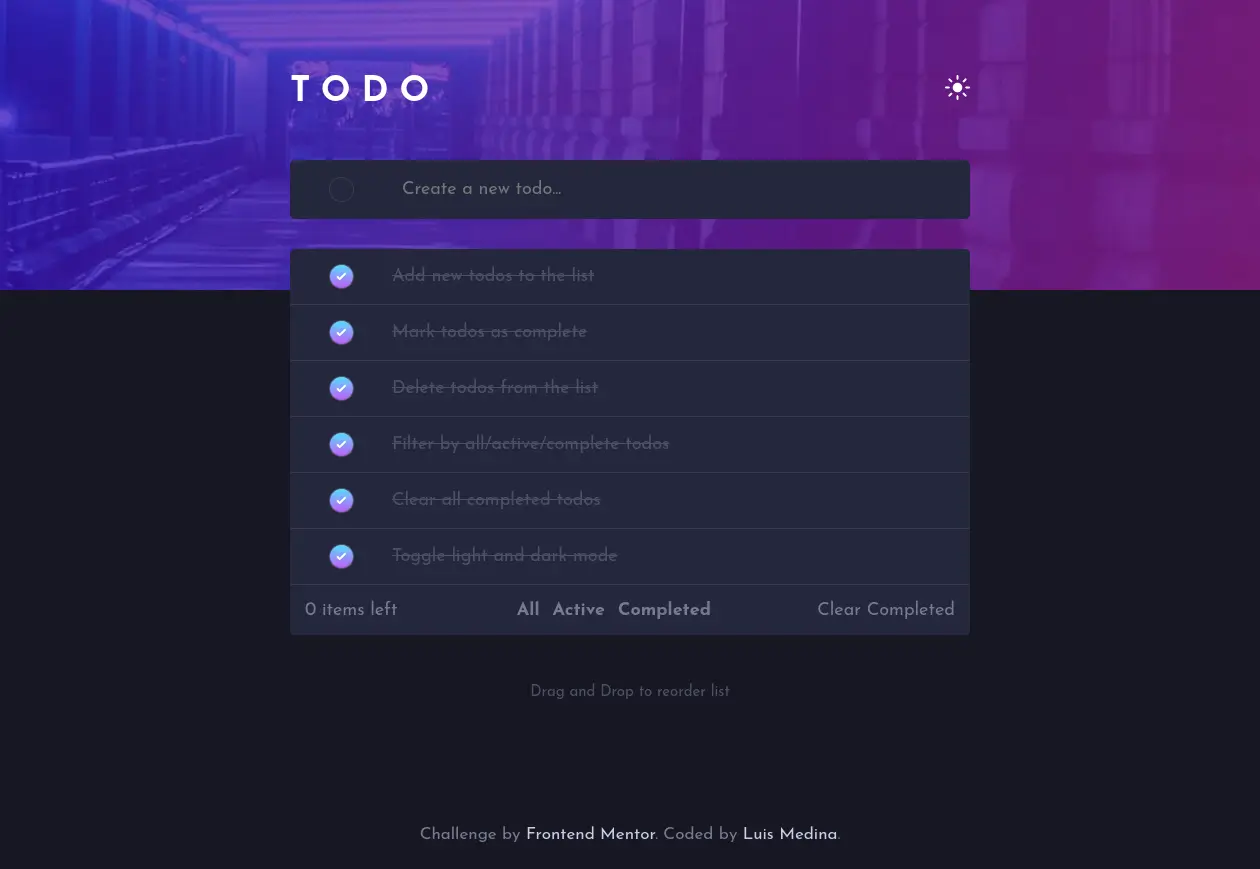 TODO
Create a new todo...
Add new todos to the list
Mark todos as complete
Delete todos from the list
Filter by all/active/complete todos
Clear all completed todos
Toggle light and dark mode
0 items left All Active Completed Clear Completed
Drag and Drop to reorder list
Challenge by Frontend Mentor. Coded by Luis Medina.